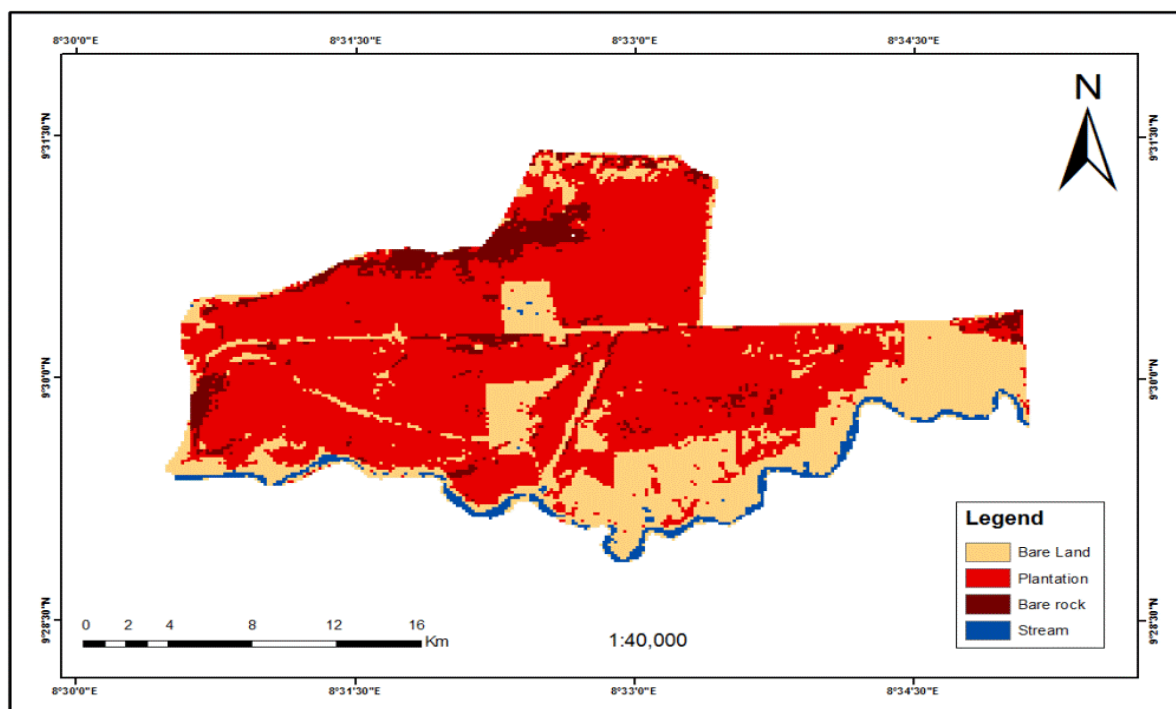 8°30'0"E 8°31'30"E 8°33'0"E 8°34'30"E
N
9°31'30"N 9°31'30"N
9°30'0"N 9°30'0"N
Legend
Bare Land
Plantation
Bare rock
Stream
9°28'30"N 9°28'30"N
0 2 4 8 12 16
Km
1:40,000
8°30'0"E 8°31'30"E 8°33'0"E 8°34'30"E